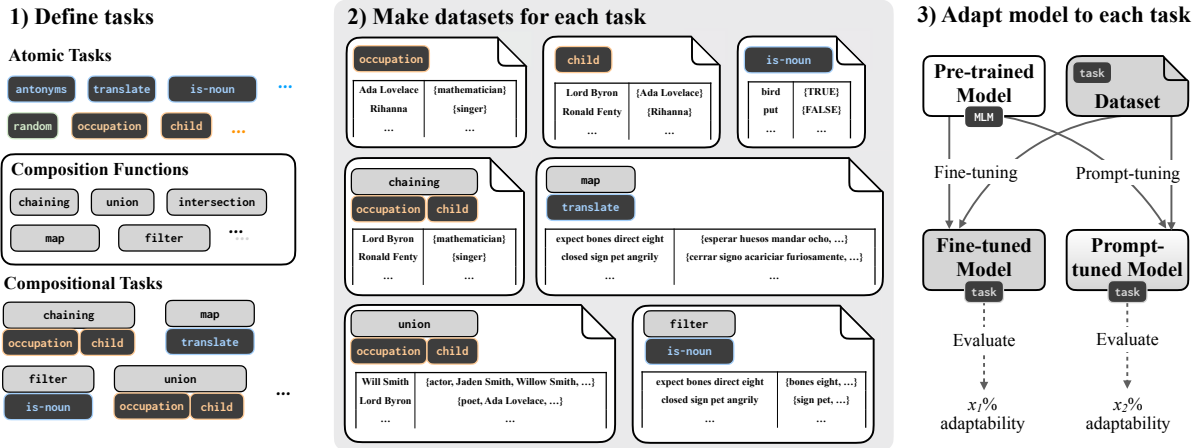 1) Define tasks
Atomic Tasks
antonyms translate is-noun ...
random occupation child ...
Composition Functions
chaining union intersection
map filter ... ...
Compositional Tasks
chaining map
occupation child translate
filter union ...
is-noun occupation child
2) Make datasets for each task
occupation
Ada Lovelace {mathematician}
Rihanna {singer}
... ...
child
Lord Byron {Ada Lovelace}
Ronald Fenty {Rihanna}
... ...
is-noun
bird {TRUE}
put {FALSE}
... ...
chaining
occupation child
Lord Byron {mathematician}
Ronald Fenty {singer}
... ...
map
translate
expect bones direct eight {esperar huesos mandar ocho, ...}
closed sign pet angrily {cerrar signo acariciar furiosamente, ...}
... ...
union
occupation child
Will Smith {actor, Jaden Smith, Willow Smith, ...}
Lord Byron {poet, Ada Lovelace, ...}
... ...
filter
is-noun
expect bones direct eight {bones eight, ...}
closed sign pet angrily {sign pet, ...}
... ...
3) Adapt model to each task
Pre-trained
Model
MLM
task
Dataset
Fine-tuning Prompt-tuning
Fine-tuned
Model
task
Prompt-
tuned Model
task
Evaluate Evaluate
x1%
adaptability
x2%
adaptability